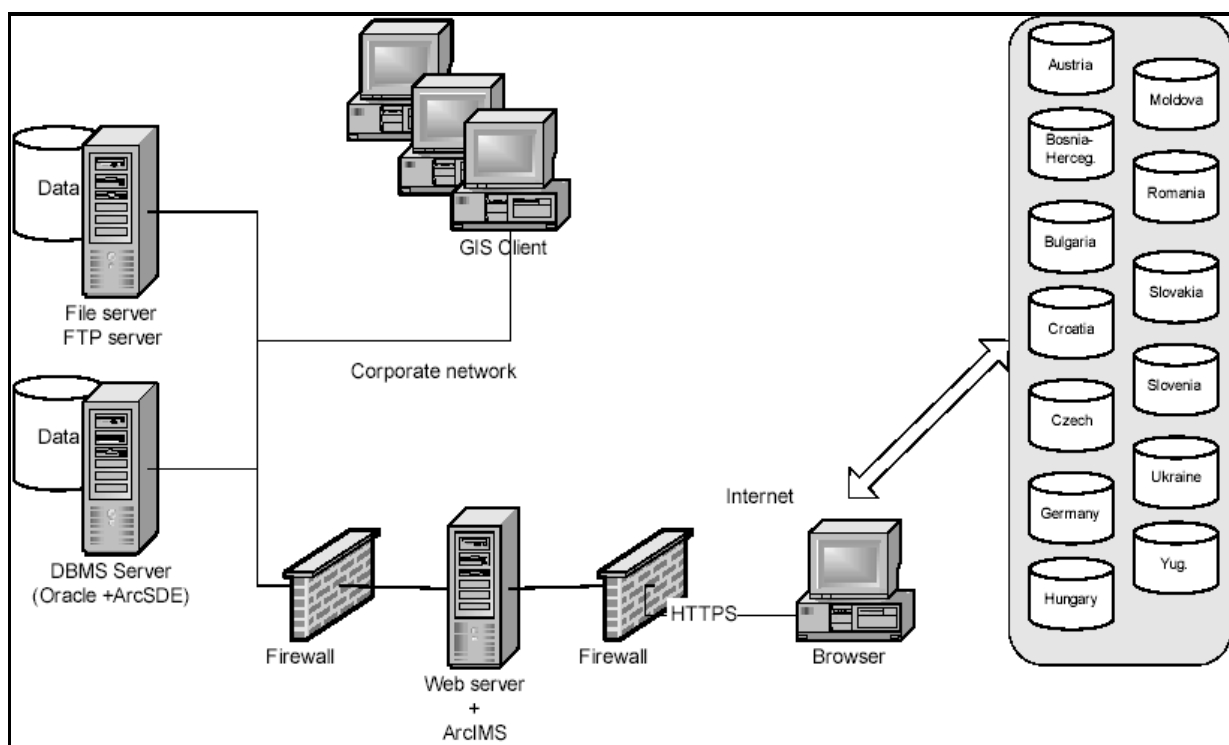 Data
File server
FTP server
Data
DBMS Server
(Oracle +ArcSDE)
GIS Client
Corporate network
Firewall
Web server
+
ArcIMS
Firewall
HTTPS
Internet
Browser
Austria
Bosnia-
Herceg.
Bulgaria
Croatia
Czech
Germany
Hungary
Moldova
Romania
Slovakia
Slovenia
Ukraine
Yug.